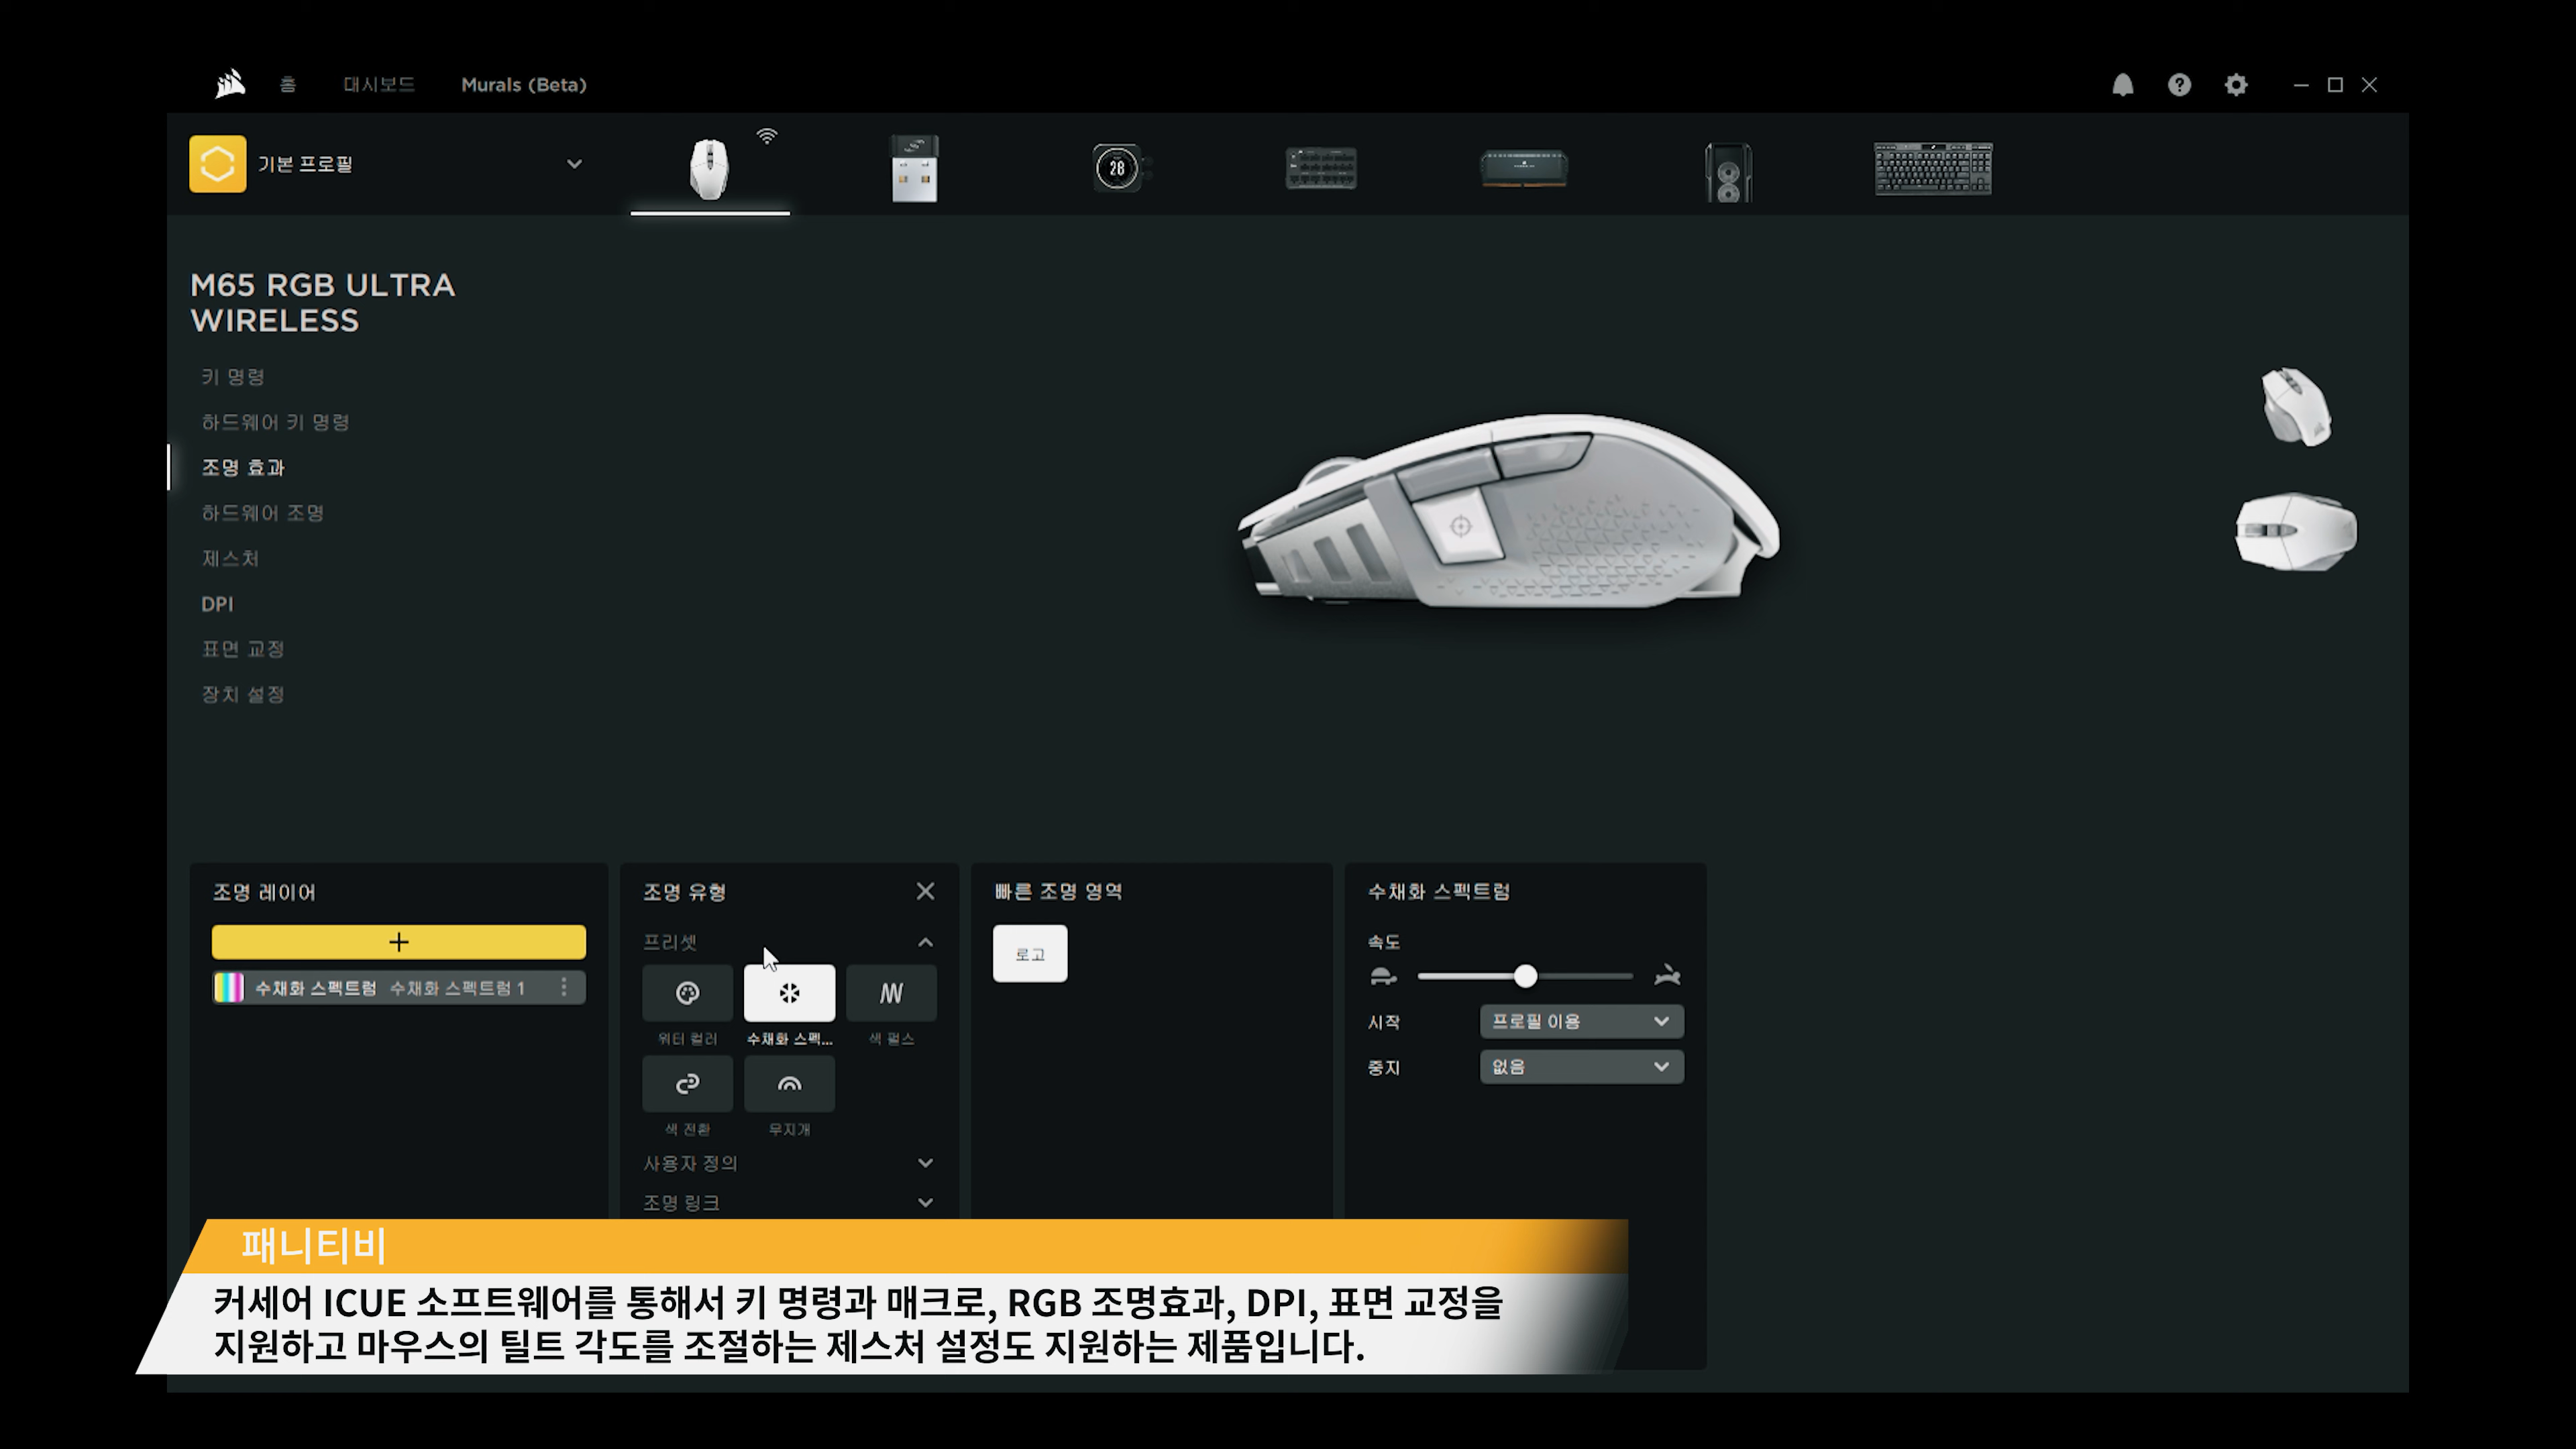 홈 대시보드 Murals (Beta)
기본 프로필
28
M65 RGB ULTRA
WIRELESS
키 명령
하드웨어 키 명령
조명 효과
하드웨어 조명
제스처
DPI
표면 교정
장치 설정
조명 레이어
수채화 스펙트럼 수채화 스펙트럼 1
조명 유형
프리셋
워터 컬러 수채화 스펙... 색 펄스
색 전환 무지개
사용자 정의
조명 링크
빠른 조명 영역
로고
수채화 스펙트럼
속도
시작 프로필 이용
중지 없음
패니티비
커세어 ICUE 소프트웨어를 통해서 키 명령과 매크로, RGB 조명효과, DPI, 표면 교정을
지원하고 마우스의 틸트 각도를 조절하는 제스처 설정도 지원하는 제품입니다.